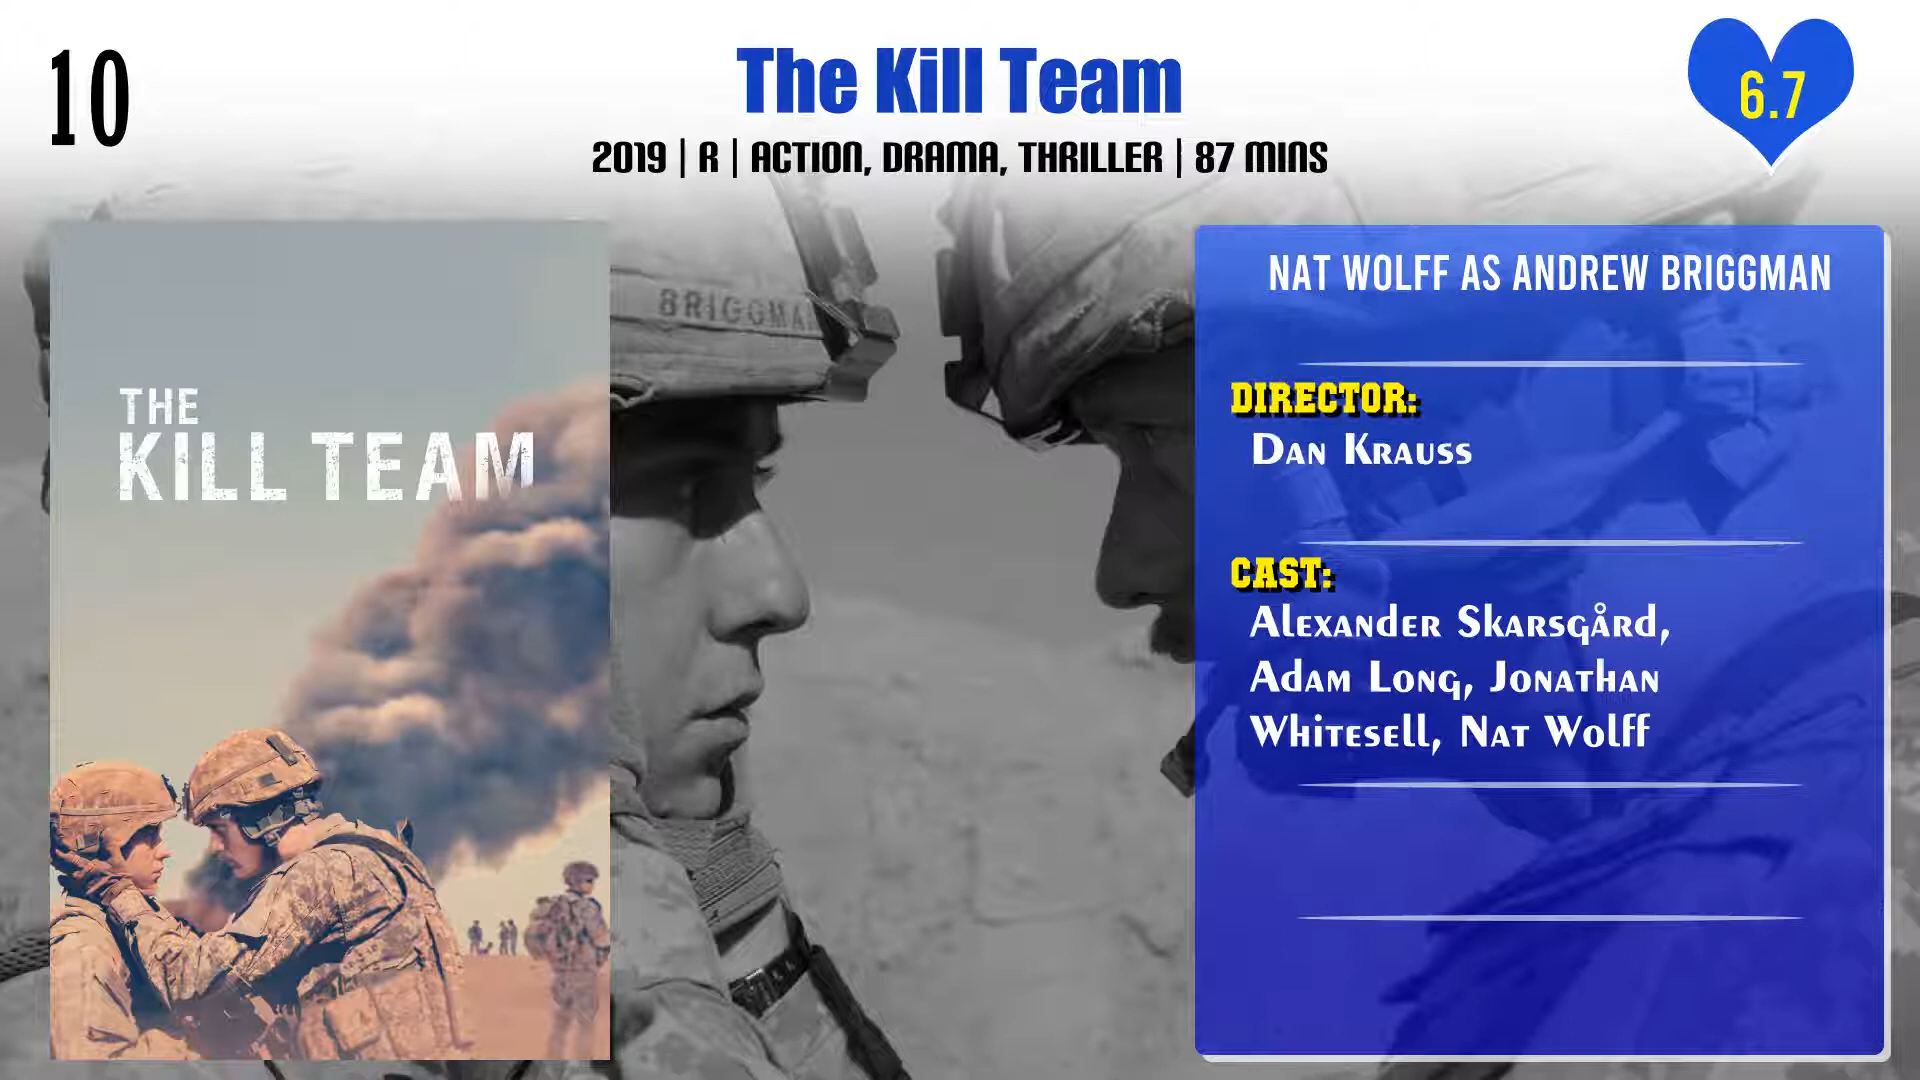 10
The Kill Team
6.7
2019 | R | ACTION, DRAMA, THRILLER | 87 MINS
THE
KILL TEAM
BRIGGMAN
NAT WOLFF AS ANDREW BRIGGMAN
DIRECTOR:
Dan Krauss
CAST:
Alexander Skarsgård,
Adam Long, Jonathan
Whitesell, Nat Wolff